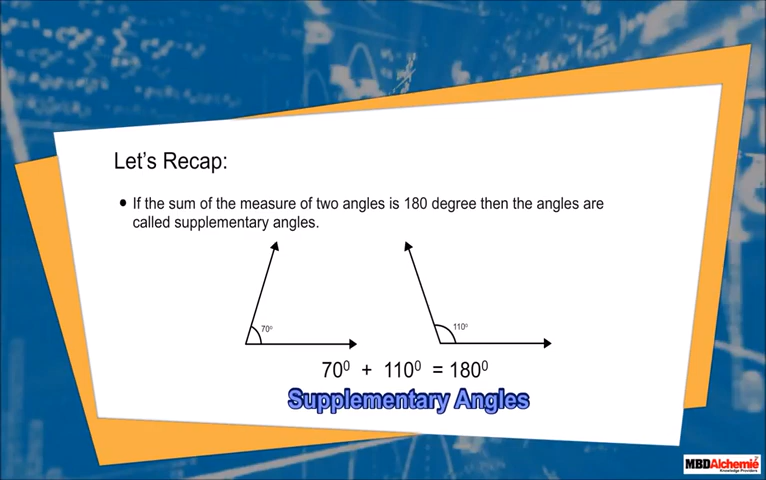 Let's Recap:
● If the sum of the measure of two angles is 180 degree then the angles are
called supplementary angles.
70⁰
110⁰
70⁰ + 110⁰ = 180⁰
Supplementary Angles
MBDAlchemie
Knowledge Providers